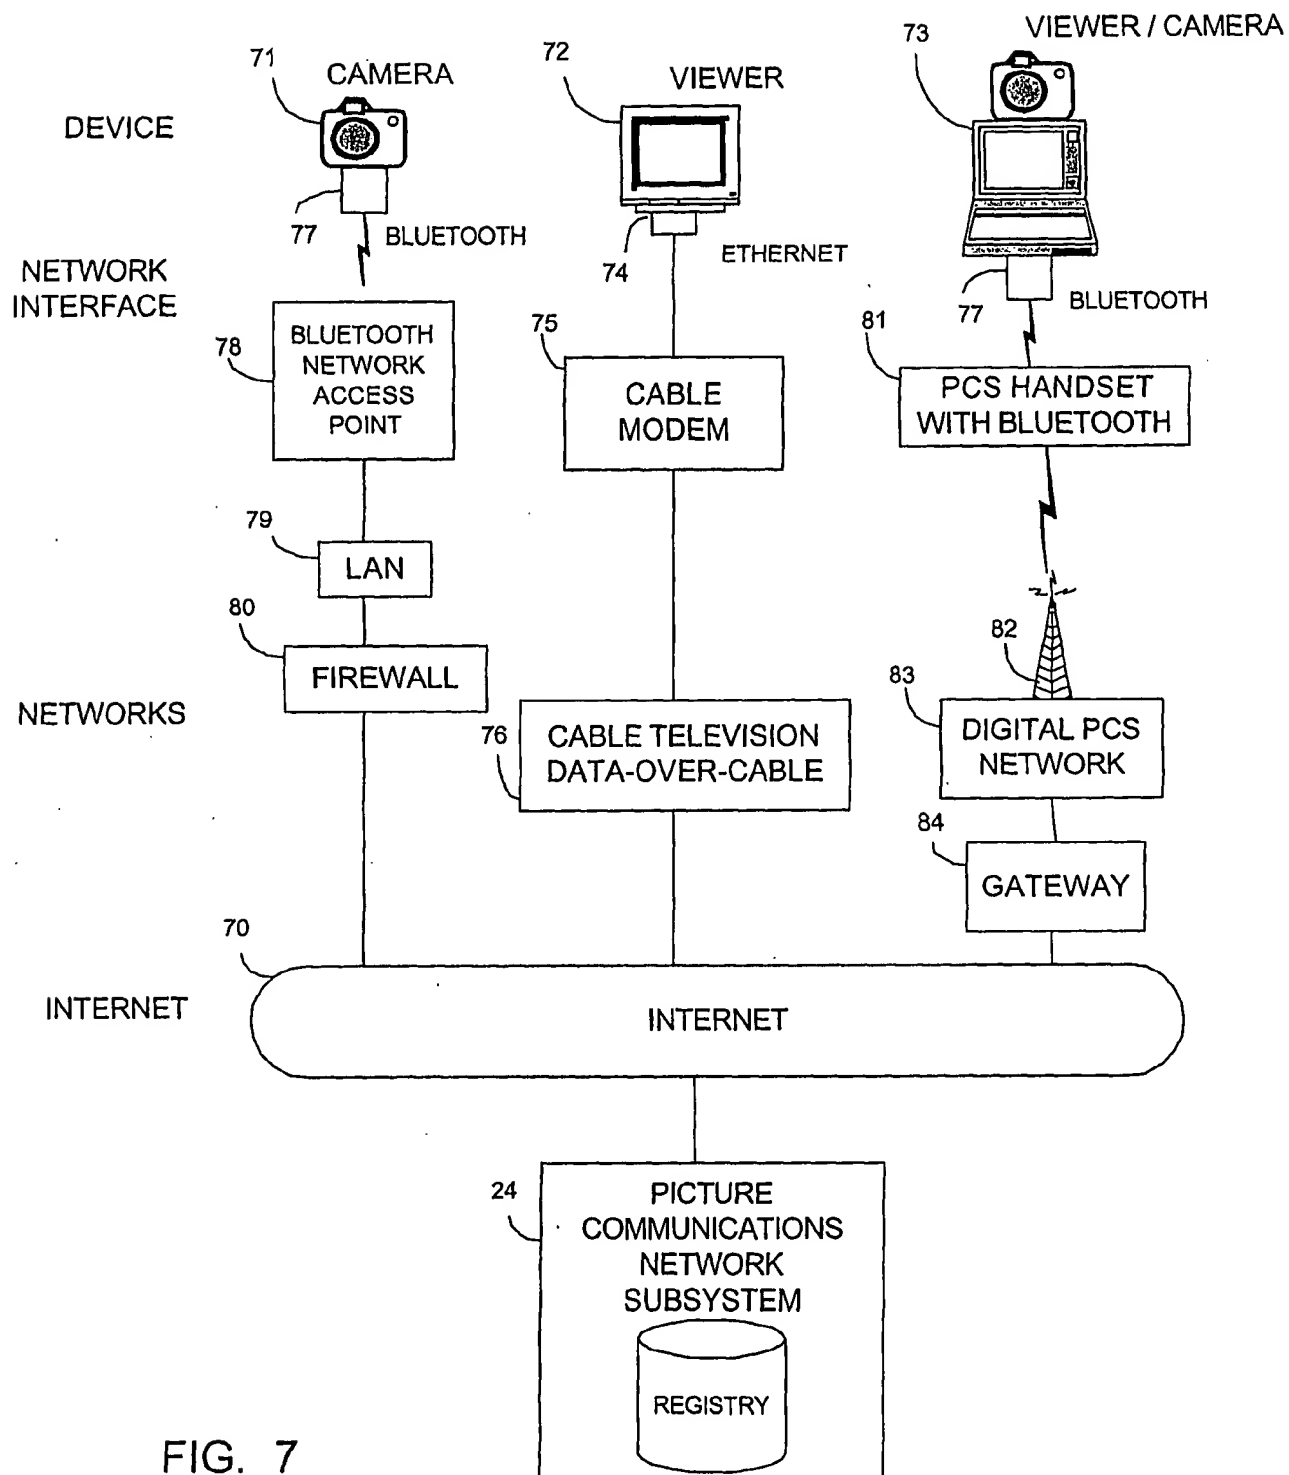 VIEWER / CAMERA
71
CAMERA
72
VIEWER
73
DEVICE
77
BLUETOOTH
74
ETHERNET
77
BLUETOOTH
NETWORK
INTERFACE
78
BLUETOOTH
NETWORK
ACCESS
POINT
75
CABLE
MODEM
81
PCS HANDSET
WITH BLUETOOTH
79
LAN
80
FIREWALL
82
NETWORKS
76
CABLE TELEVISION
DATA-OVER-CABLE
83
DIGITAL PCS
NETWORK
84
GATEWAY
70
INTERNET
INTERNET
24
PICTURE
COMMUNICATIONS
NETWORK
SUBSYSTEM
REGISTRY
FIG. 7